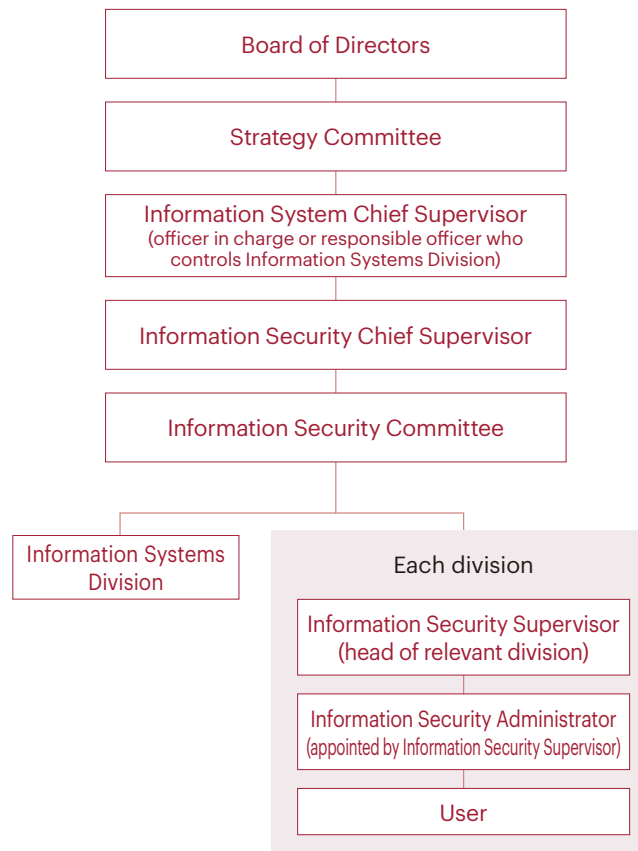 Board of Directors
Strategy Committee
Information System Chief Supervisor
(officer in charge or responsible officer who
controls Information Systems Division)
Information Security Chief Supervisor
Information Security Committee
Information Systems
Division
Each division
Information Security Supervisor
(head of relevant division)
Information Security Administrator
(appointed by Information Security Supervisor)
User